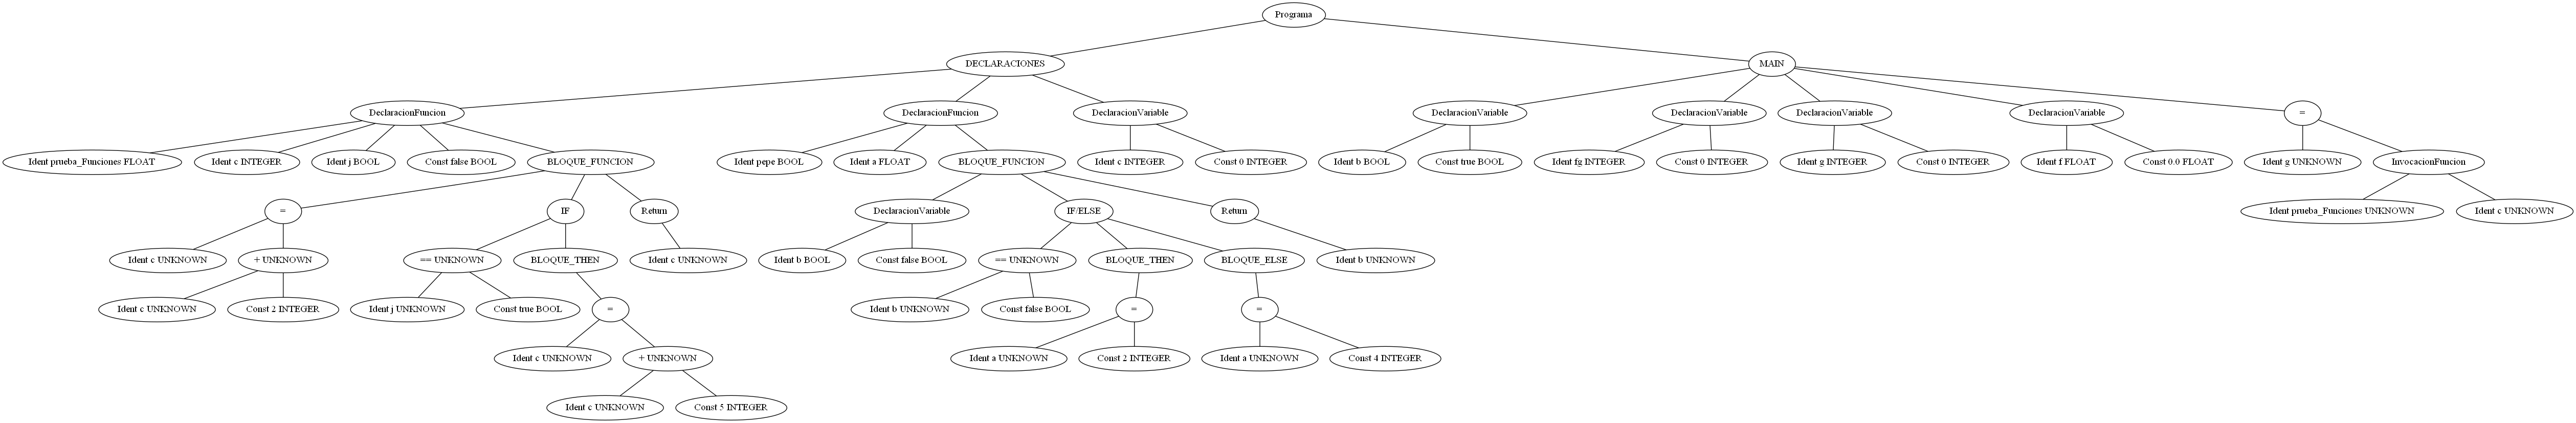 Programa
DECLARACIONES
MAIN
DeclaracionFuncion
DeclaracionFuncion
DeclaracionVariable
DeclaracionVariable
DeclaracionVariable
DeclaracionVariable
DeclaracionVariable
=
Ident prueba_Funciones FLOAT
Ident c INTEGER
Ident j BOOL
Const false BOOL
BLOQUE_FUNCION
Ident pepe BOOL
Ident a FLOAT
BLOQUE_FUNCION
Ident c INTEGER
Const 0 INTEGER
Ident b BOOL
Const true BOOL
Ident fg INTEGER
Const 0 INTEGER
Ident g INTEGER
Const 0 INTEGER
Ident f FLOAT
Const 0.0 FLOAT
Ident g UNKNOWN
InvocacionFuncion
=
IF
Return
DeclaracionVariable
IF/ELSE
Return
Ident prueba_Funciones UNKNOWN
Ident c UNKNOWN
Ident c UNKNOWN
+ UNKNOWN
== UNKNOWN
BLOQUE_THEN
Ident c UNKNOWN
Ident b BOOL
Const false BOOL
== UNKNOWN
BLOQUE_THEN
BLOQUE_ELSE
Ident b UNKNOWN
Ident c UNKNOWN
Const 2 INTEGER
Ident j UNKNOWN
Const true BOOL
=
Ident b UNKNOWN
Const false BOOL
=
=
Ident c UNKNOWN
+ UNKNOWN
Ident a UNKNOWN
Const 2 INTEGER
Ident a UNKNOWN
Const 4 INTEGER
Ident c UNKNOWN
Const 5 INTEGER